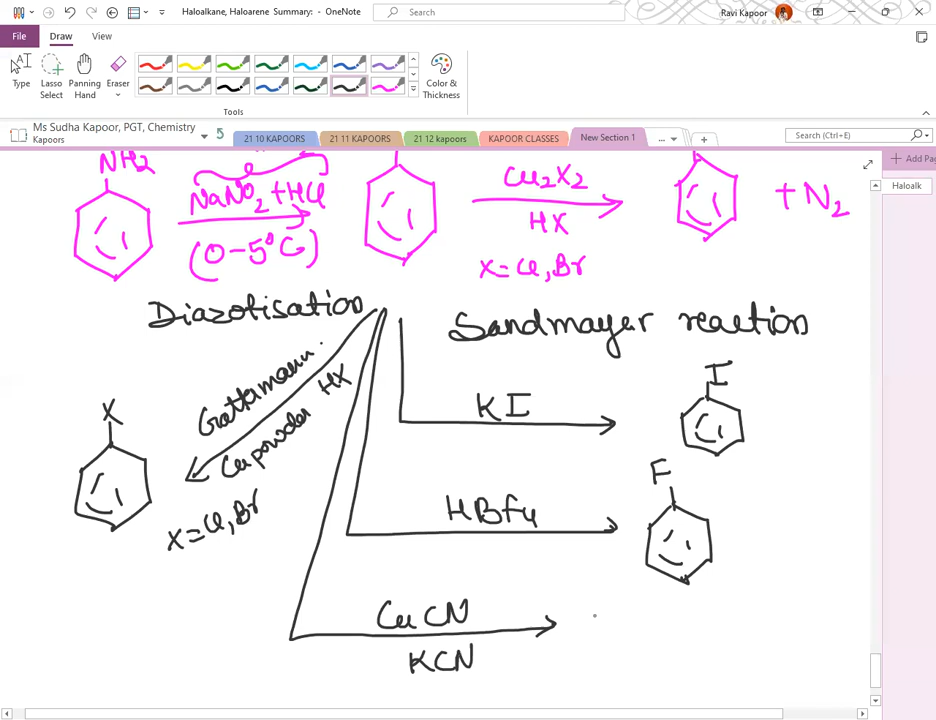 Haloalkane, Haloarene Summary: - OneNote
Search
Ravi Kapoor
File
Draw
View
Type
Lasso Select
Panning Hand
Eraser
Color & Thickness
Tools
Ms Sudha Kapoor, PGT, Chemistry
Kapoors
21 10 KAPOORS
21 11 KAPOORS
21 12 kapoors
KAPOOR CLASSES
New Section 1
...
Search (Ctrl+E)
Add Pag
Haloalk
NH2
NaNO2+HCl
(0-5°C)
Cu2X2
HX
X=Cl,Br
+N2
Diazotisation
Sandmayer reaction
Gattermann
HX
Cu powder
X
X=Cl,Br
KI
I
HBF4
F
CuCN
KCN